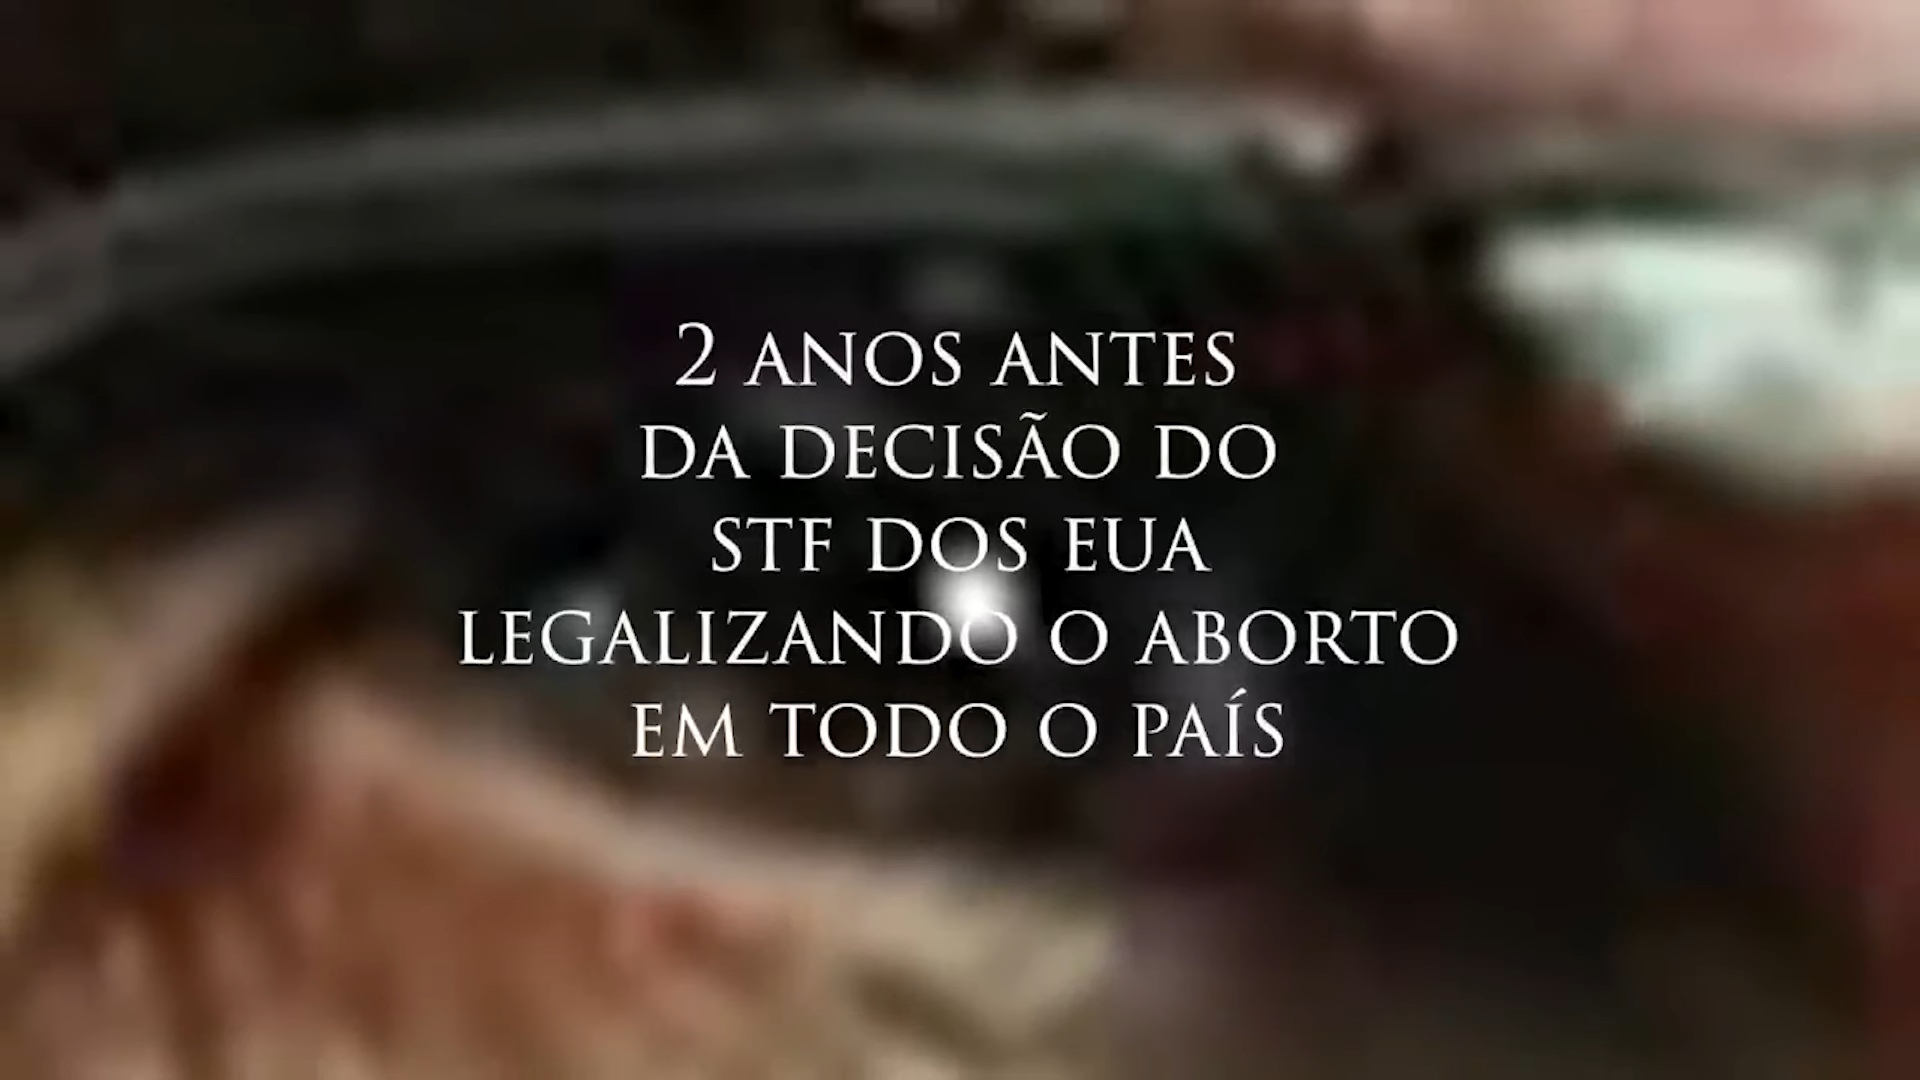 2 ANOS ANTES
DA DECISÃO DO
STF DOS EUA
LEGALIZANDO O ABORTO
EM TODO O PAÍS